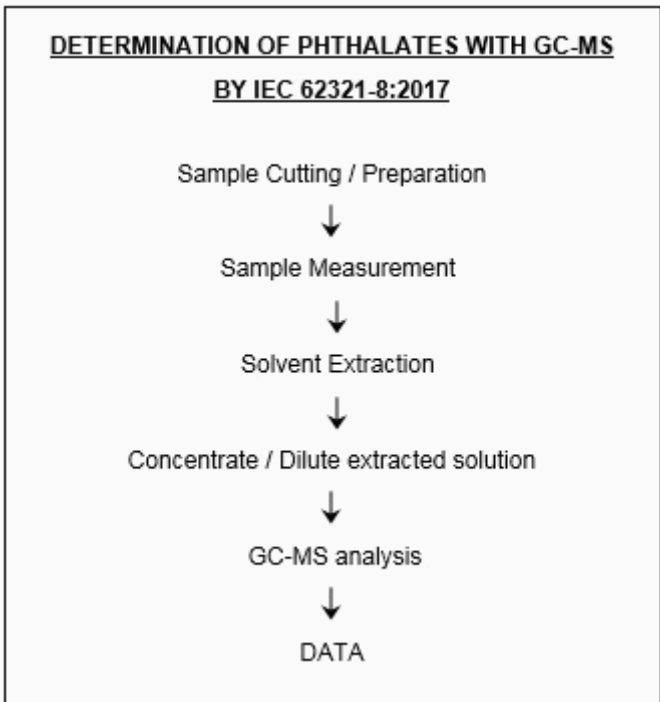 DETERMINATION OF PHTHALATES WITH GC-MS
BY IEC 62321-8:2017
Sample Cutting / Preparation
Sample Measurement
Solvent Extraction
Concentrate / Dilute extracted solution
GC-MS analysis
DATA